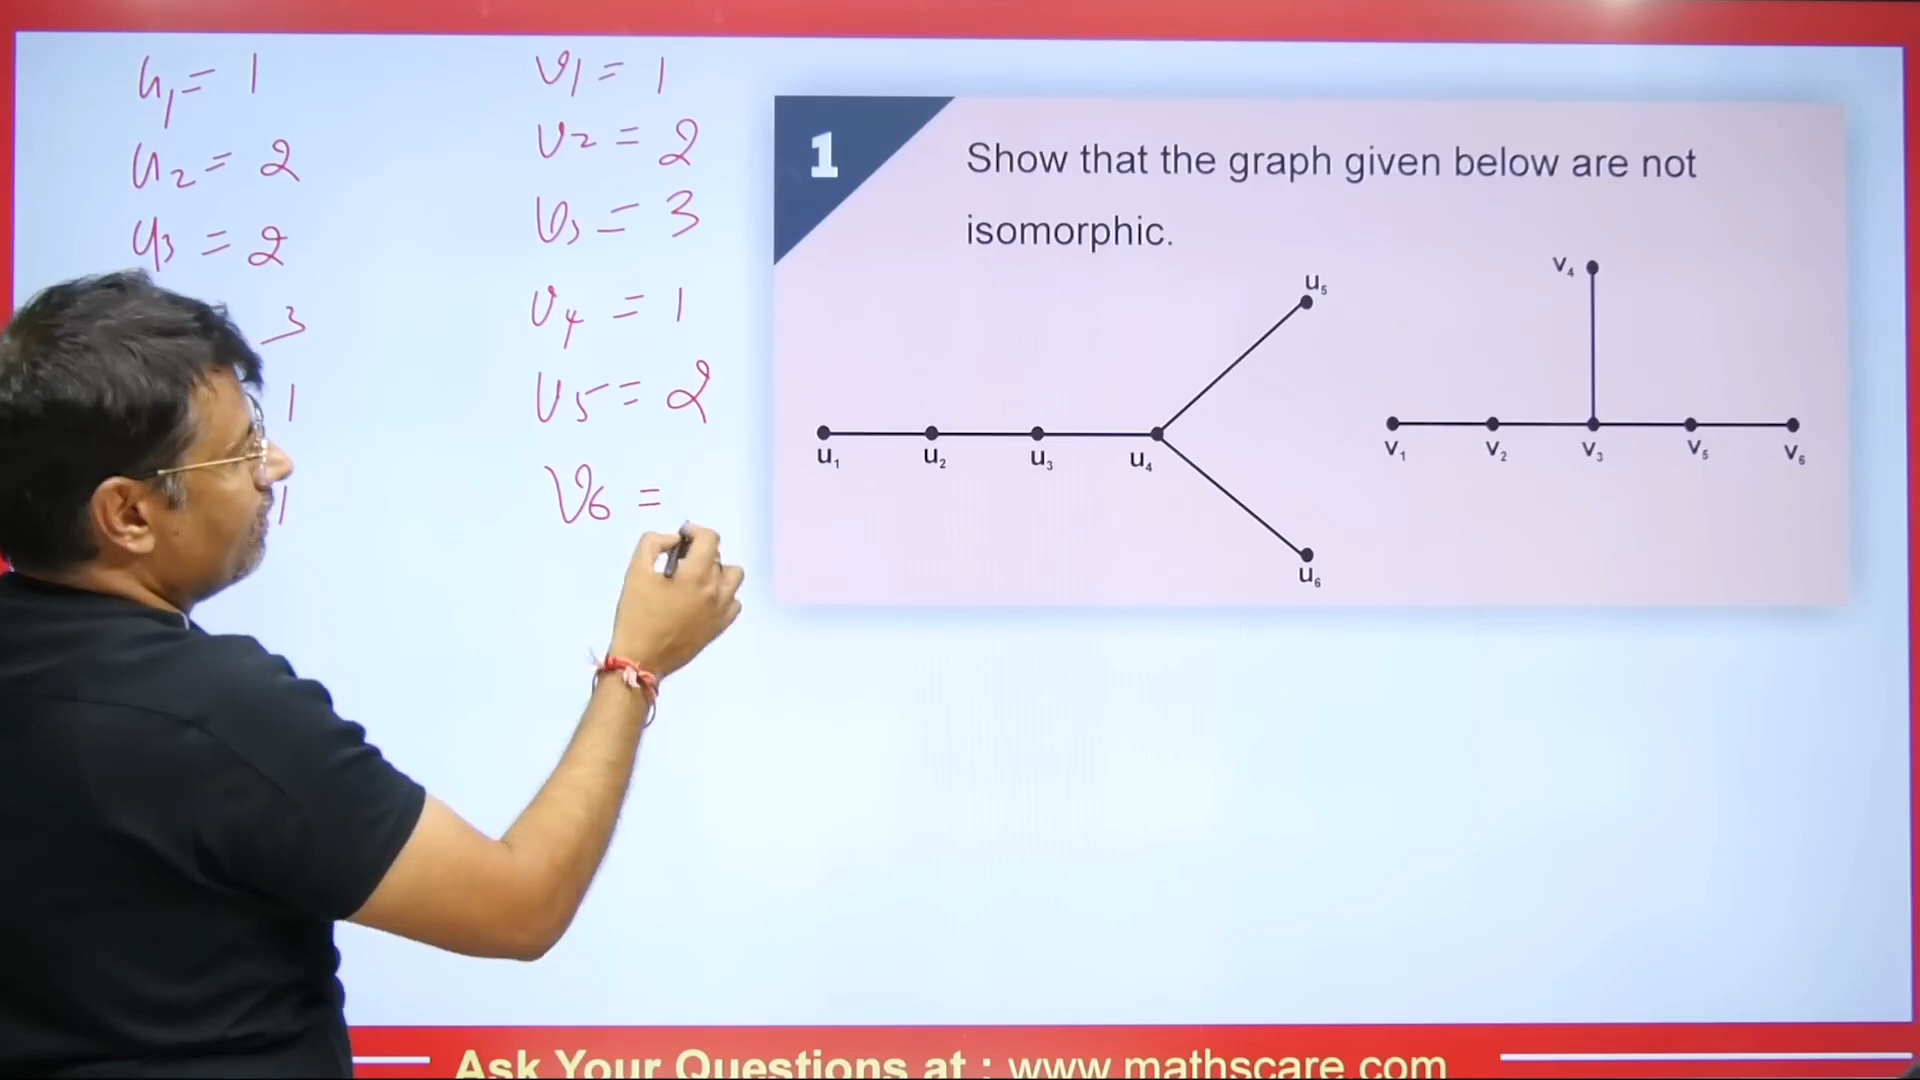 u1 = 1
u2 = 2
u3 = 2
3
1
1
v1 = 1
v2 = 2
v3 = 3
v4 = 1
v5 = 2
v6 =
1
Show that the graph given below are not
isomorphic.
u5
u1
u2
u3
u4
u6
v4
v1
v2
v3
v5
v6
Ask Your Questions at : www.mathscare.com